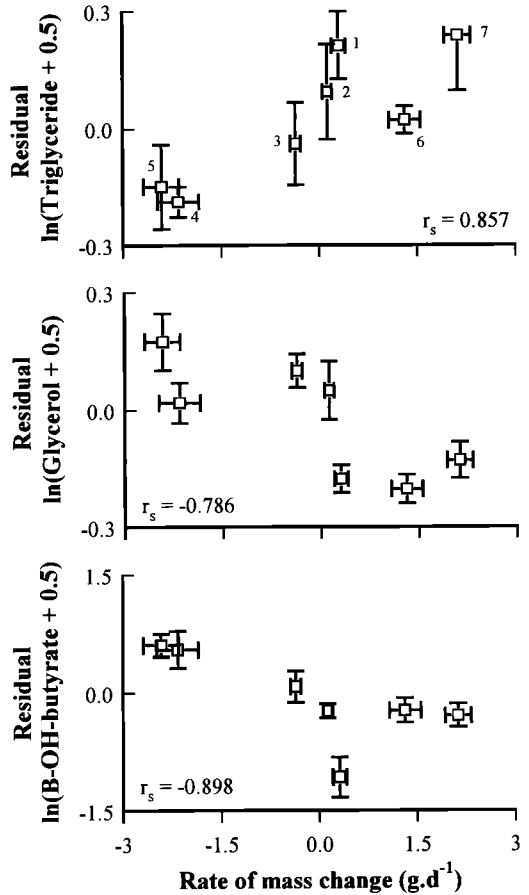 Residual
ln(Triglyceride + 0.5)
0.3
0.0
-0.3
1
2
3
4
5
6
7
r_s = 0.857
Residual
ln(Glycerol + 0.5)
0.3
0.0
-0.3
r_s = -0.786
Residual
ln(B-OH-butyrate + 0.5)
1.5
0.0
-1.5
r_s = -0.898
-3 -1.5 0.0 1.5 3
Rate of mass change (g.d⁻¹)